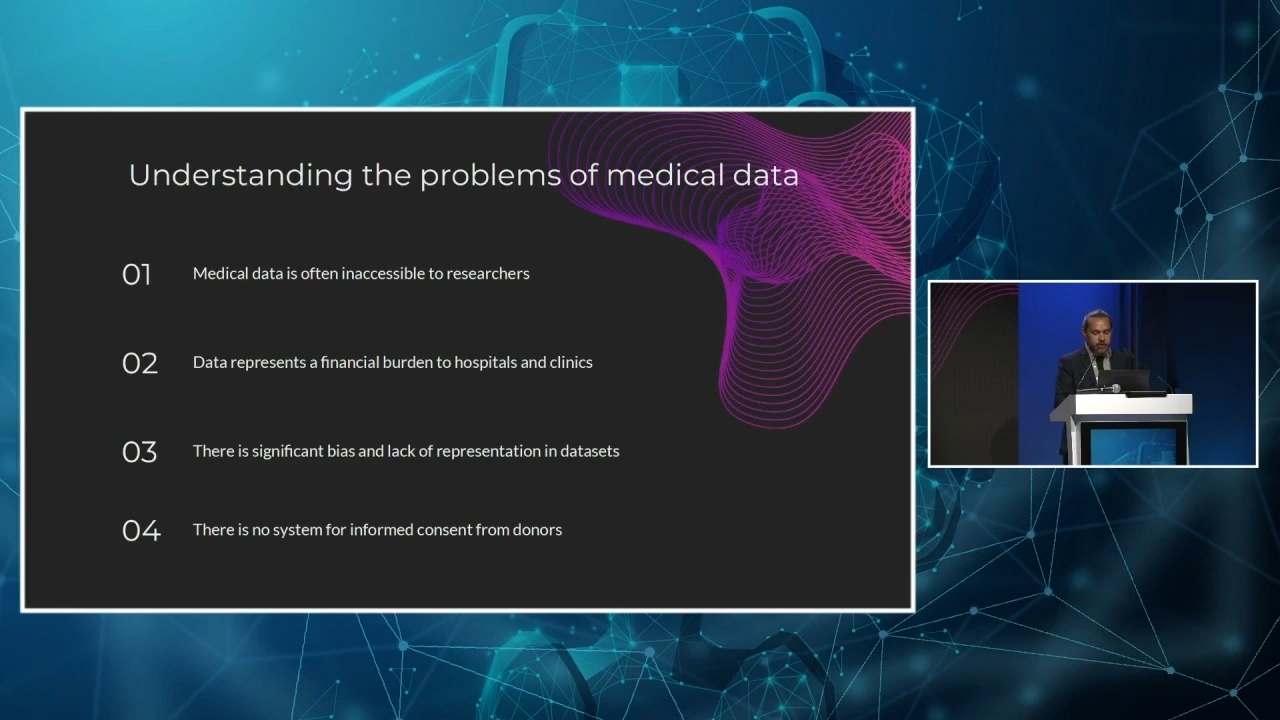 Understanding the problems of medical data
01 Medical data is often inaccessible to researchers
02 Data represents a financial burden to hospitals and clinics
03 There is significant bias and lack of representation in datasets
04 There is no system for informed consent from donors